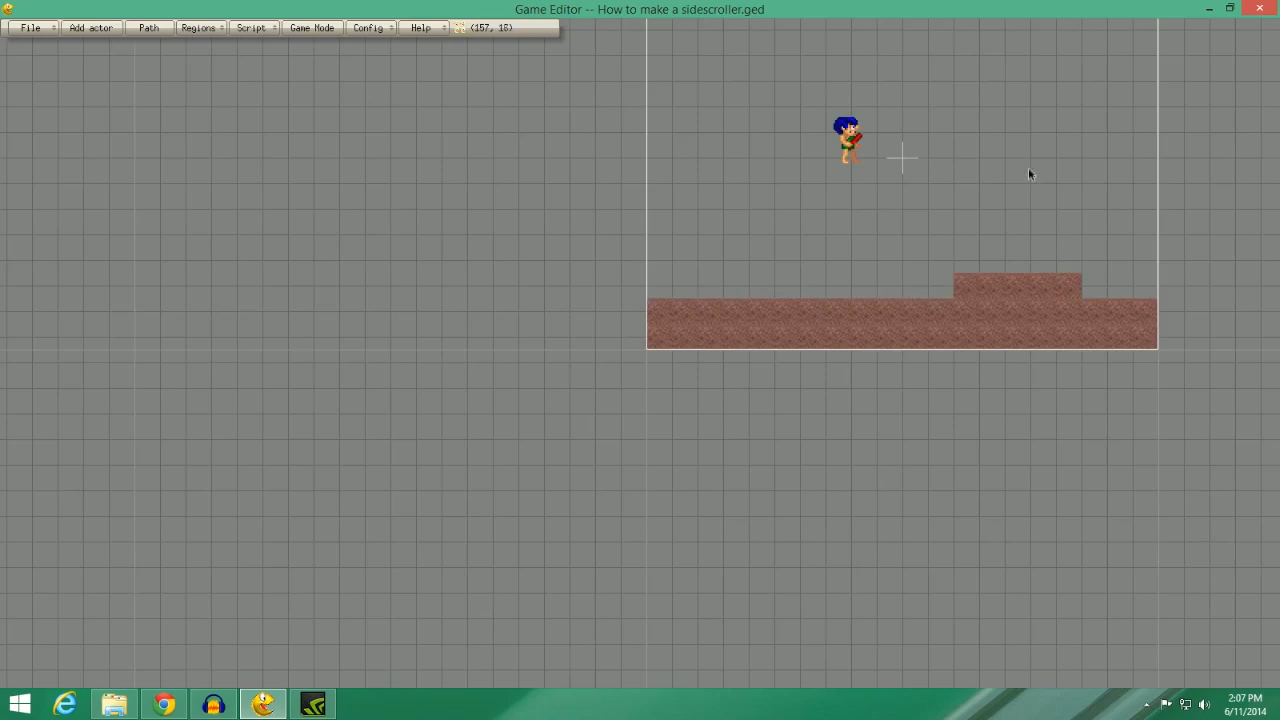 Game Editor -- How to make a sidescroller.ged
File Add actor Path Regions Script Game Mode Config Help (157, 16)
2:07 PM
6/11/2014